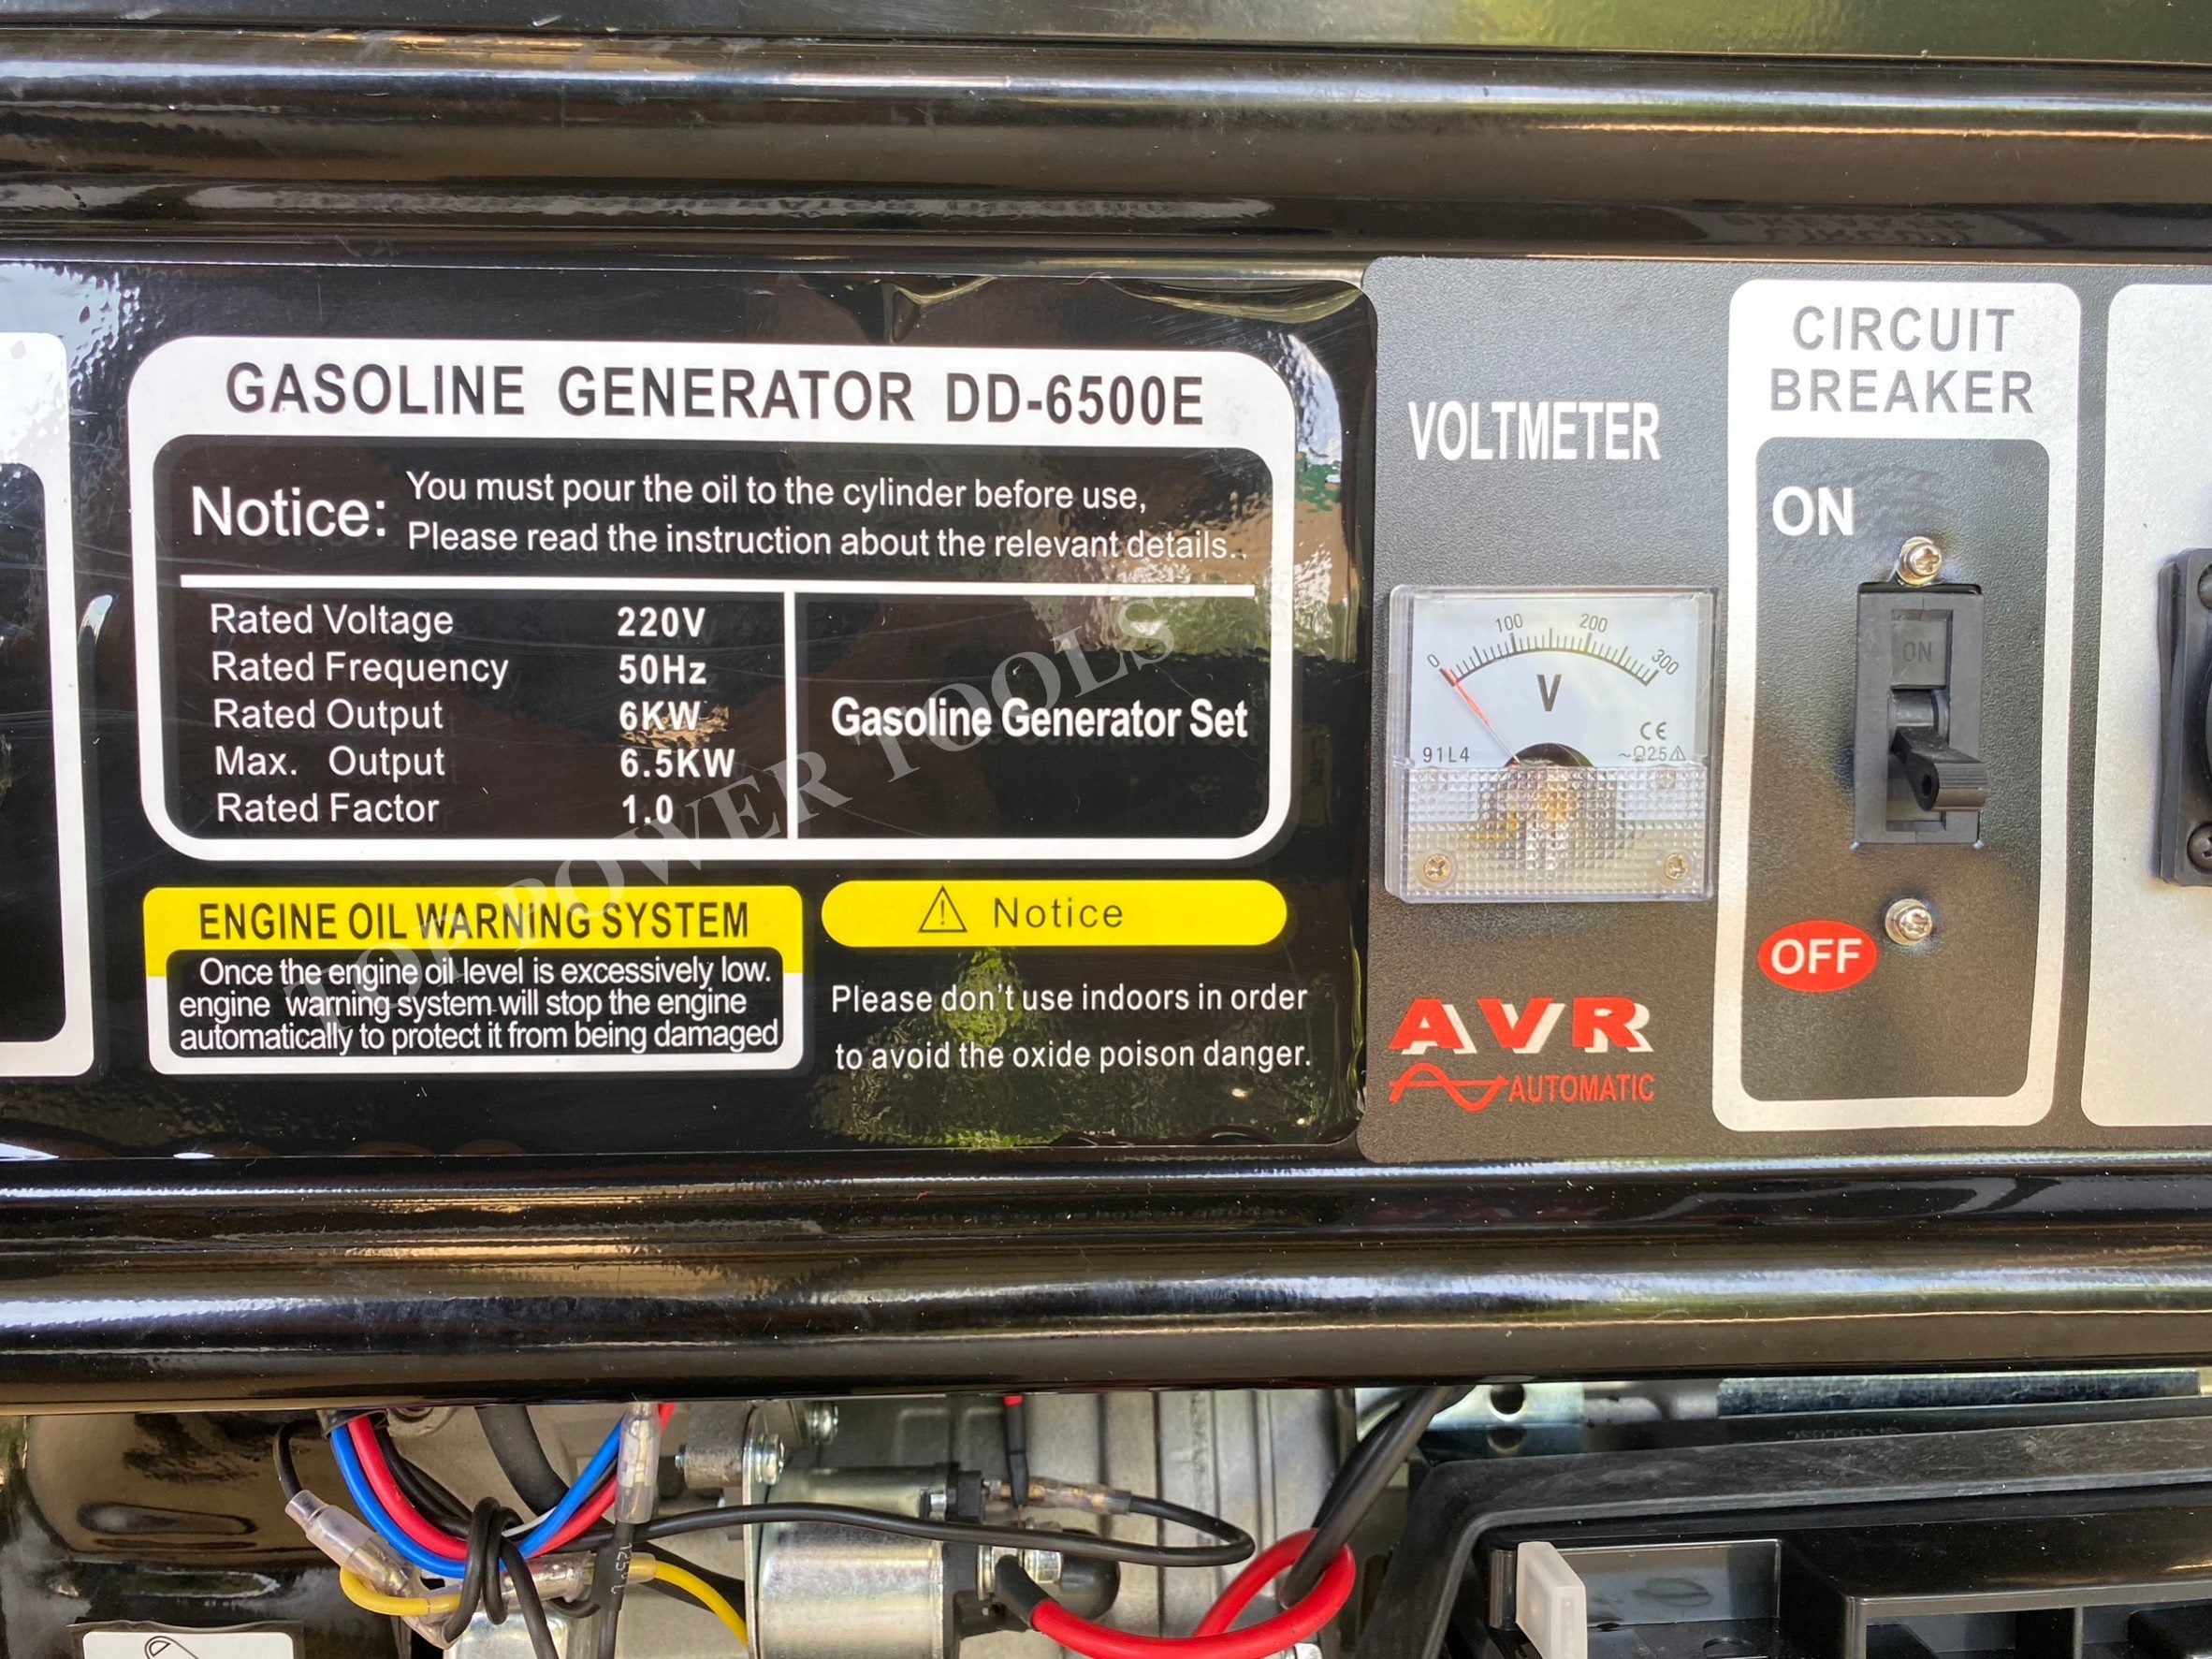 GASOLINE GENERATOR DD-6500E
Notice: You must pour the oil to the cylinder before use,
Please read the instruction about the relevant details..
Rated Voltage 220V
Rated Frequency 50Hz
Rated Output 6KW
Max. Output 6.5KW
Rated Factor 1.0
Gasoline Generator Set
ENGINE OIL WARNING SYSTEM
Once the engine oil level is excessively low.
engine warning system will stop the engine
automatically to protect it from being damaged
Notice
Please don't use indoors in order
to avoid the oxide poison danger.
VOLTMETER
0 100 200 300
V
CE
91L4
~Ω25
AVR
AUTOMATIC
CIRCUIT
BREAKER
ON
ON
OFF
TOP POWER TOOLS